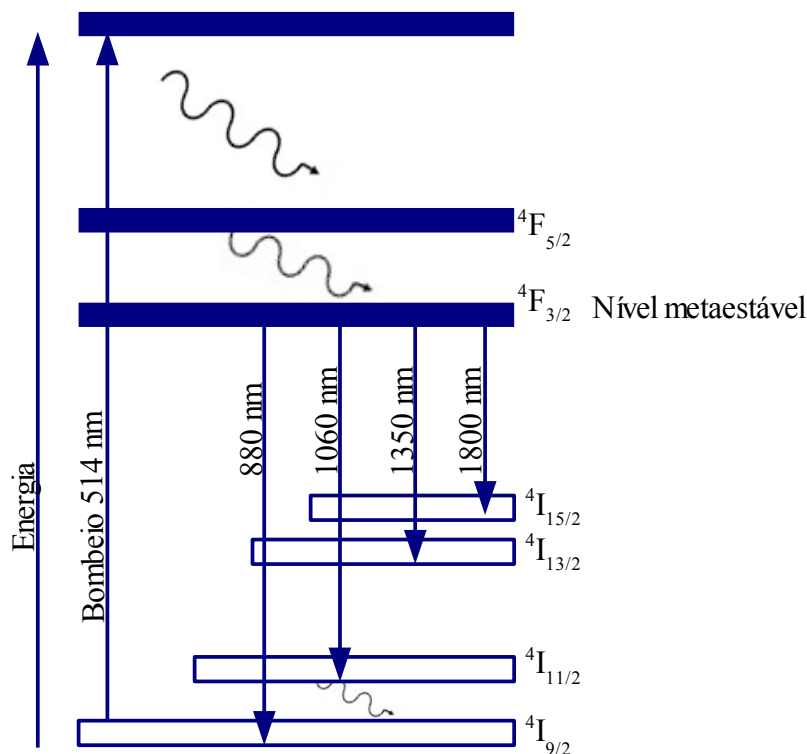 ⁴F₅/₂
⁴F₃/₂ Nível metaestável
Energia
Bombeio 514 nm
880 nm
1060 nm
1350 nm
1800 nm
⁴I₁₅/₂
⁴I₁₃/₂
⁴I₁₁/₂
⁴I₉/₂